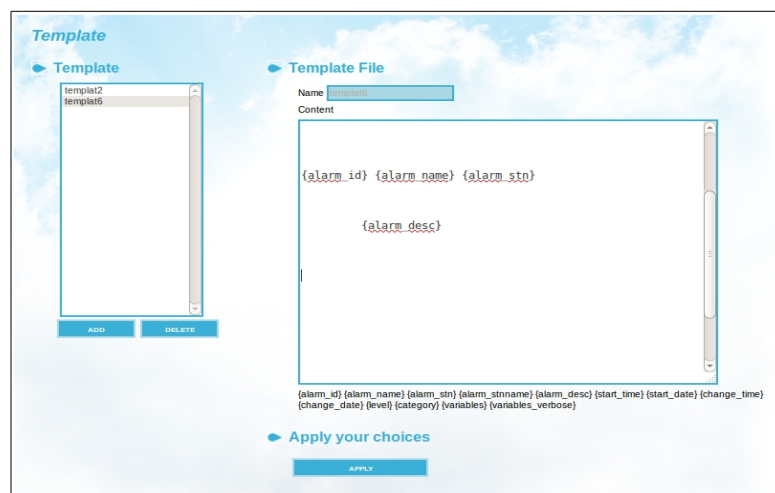 Template
Template
templat2
templat6
ADD
DELETE
Template File
Name templat6
Content
{alarm_id} {alarm_name} {alarm_stn}
{alarm_desc}
{alarm_id} {alarm_name} {alarm_stn} {alarm_stnname} {alarm_desc} {start_time} {start_date} {change_time}
{change_date} {level} {category} {variables} {variables_verbose}
Apply your choices
APPLY